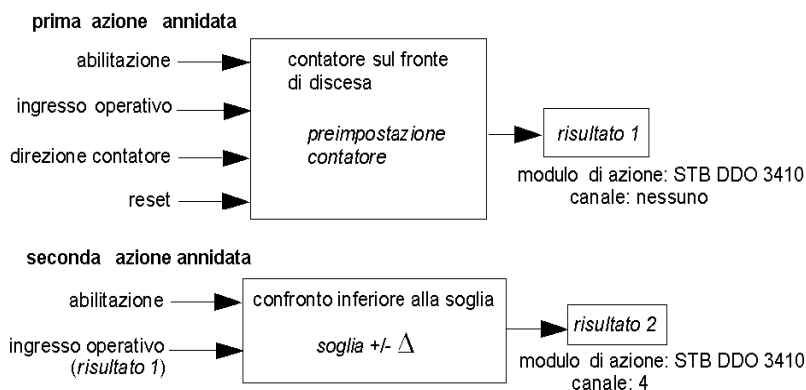 prima azione annidata
abilitazione
ingresso operativo
direzione contatore
reset
contatore sul fronte
di discesa
preimpostazione
contatore
risultato 1
modulo di azione: STB DDO 3410
canale: nessuno
seconda azione annidata
abilitazione
ingresso operativo
(risultato 1)
confronto inferiore alla soglia
soglia +/- Δ
risultato 2
modulo di azione: STB DDO 3410
canale: 4